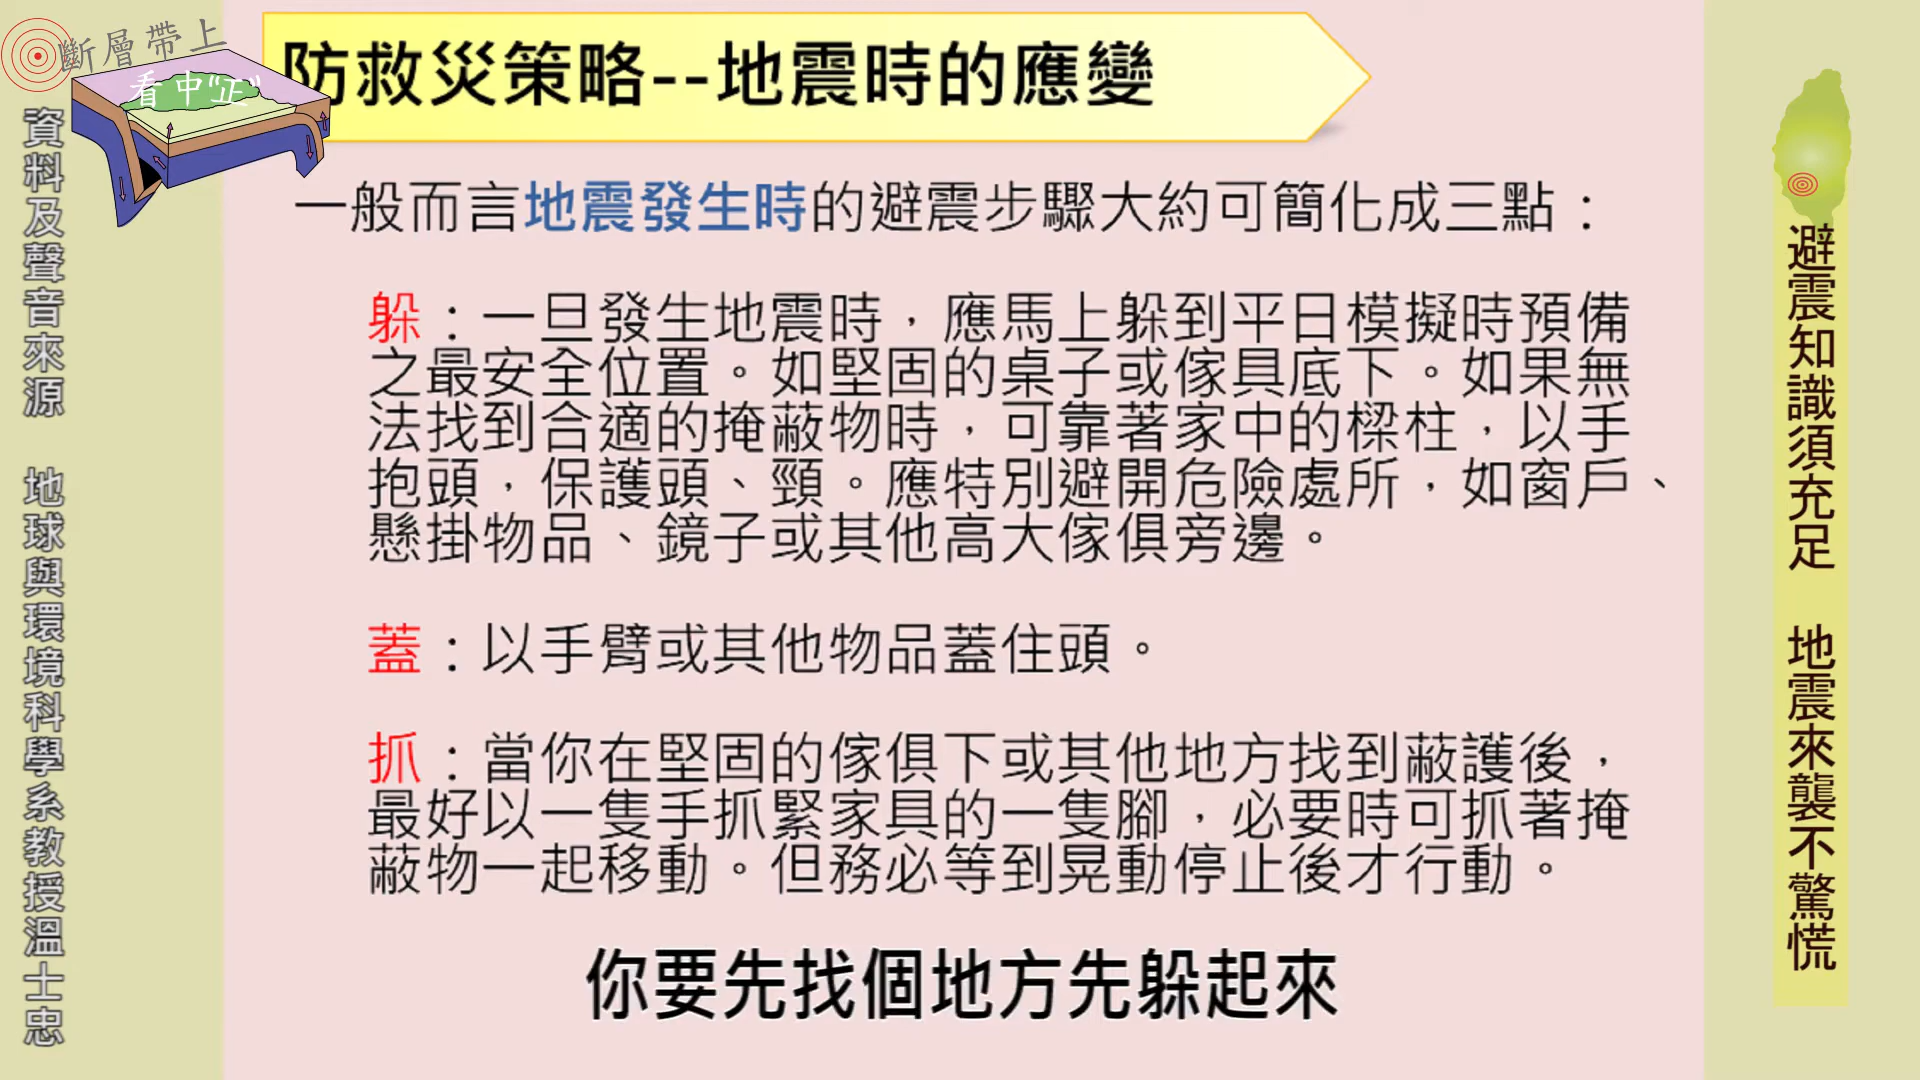 斷層帶上
看中"正"
防救災策略--地震時的應變
一般而言地震發生時的避震步驟大約可簡化成三點：
躲：一旦發生地震時，應馬上躲到平日模擬時預備
之最安全位置。如堅固的桌子或傢具底下。如果無
法找到合適的掩蔽物時，可靠著家中的樑柱，以手
抱頭，保護頭、頸。應特別避開危險處所，如窗戶、
懸掛物品、鏡子或其他高大傢俱旁邊。
蓋：以手臂或其他物品蓋住頭。
抓：當你在堅固的傢俱下或其他地方找到蔽護後，
最好以一隻手抓緊家具的一隻腳，必要時可抓著掩
蔽物一起移動。但務必等到晃動停止後才行動。
你要先找個地方先躲起來
資料及聲音來源 地球與環境科學系教授溫士忠
避震知識須充足 地震來襲不驚慌